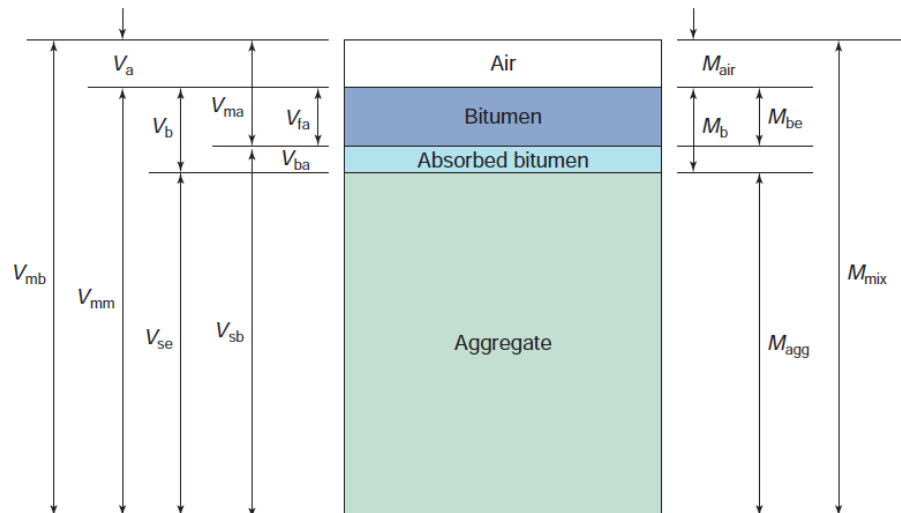 Air
Bitumen
Absorbed bitumen
Aggregate
Va
Vma
Vb
Vfa
Vba
Vmb
Vmm
Vse
Vsb
Mair
Mb
Mbe
Mmix
Magg